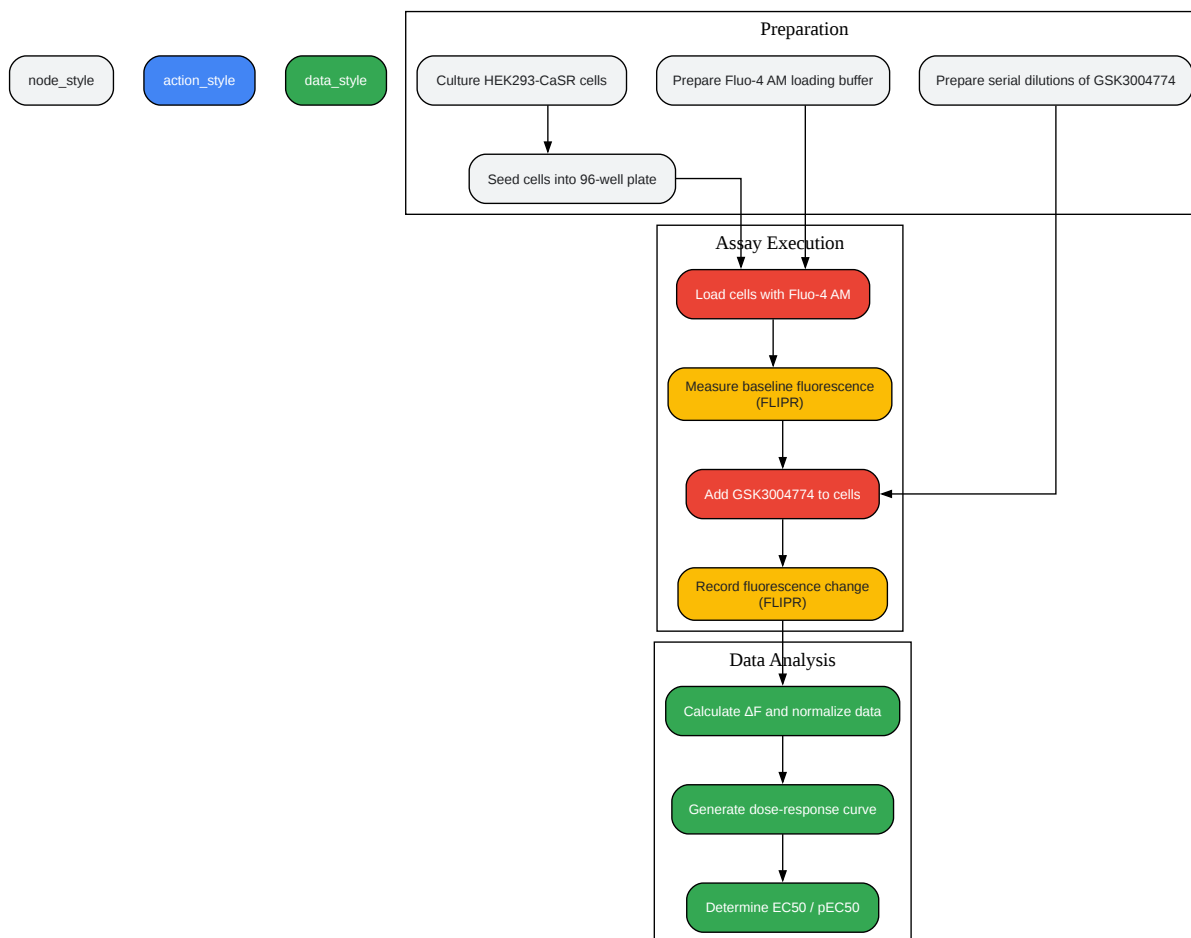 Preparation
node_style
action_style
data_style
Culture HEK293-CaSR cells
Prepare Fluo-4 AM loading buffer
Prepare serial dilutions of GSK3004774
Seed cells into 96-well plate
Assay Execution
Load cells with Fluo-4 AM
Measure baseline fluorescence
(FLIPR)
Add GSK3004774 to cells
Record fluorescence change
(FLIPR)
Data Analysis
Calculate ΔF and normalize data
Generate dose-response curve
Determine EC50 / pEC50